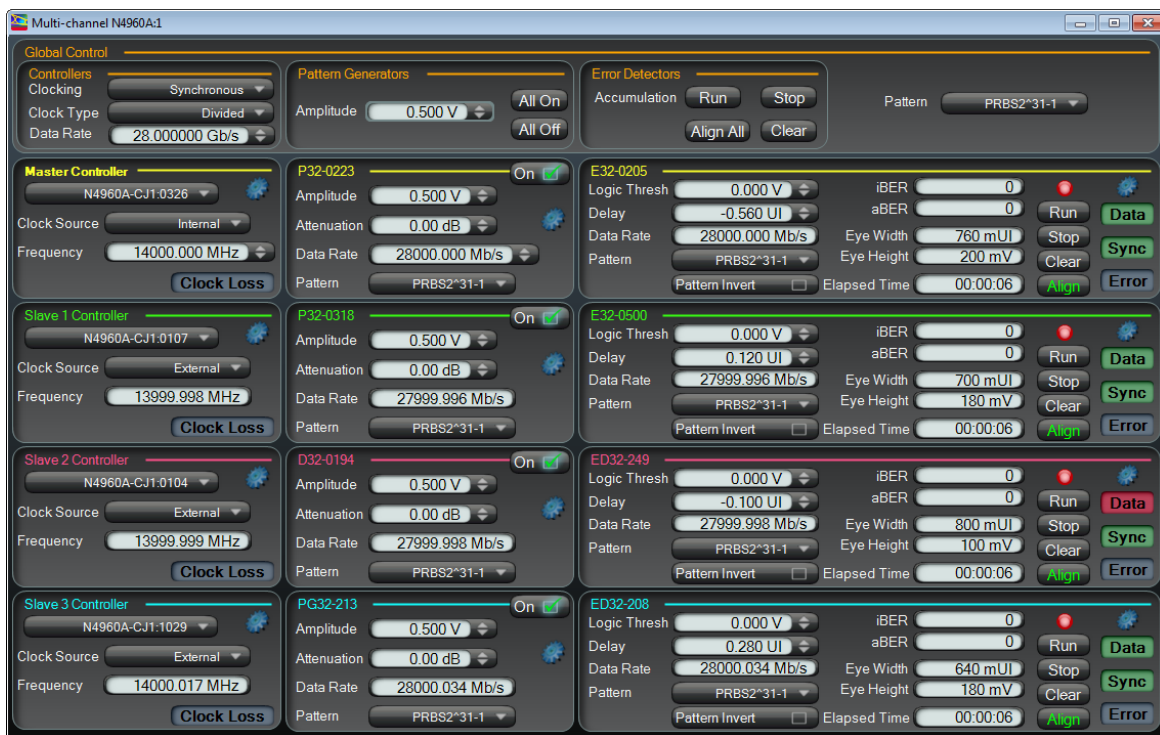 Multi-channel N4960A:1
Global Control
Controllers
Clocking Synchronous
Clock Type Divided
Data Rate 28.000000 Gb/s
Pattern Generators
Amplitude 0.500 V
All On
All Off
Error Detectors
Accumulation Run Stop
Align All Clear
Pattern PRBS2^31-1
Master Controller
N4960A-CJ1:0326
Clock Source Internal
Frequency 14000.000 MHz
Clock Loss
P32-0223 On
Amplitude 0.500 V
Attenuation 0.00 dB
Data Rate 28000.000 Mb/s
Pattern PRBS2^31-1
E32-0205
Logic Thresh 0.000 V
Delay -0.560 UI
Data Rate 28000.000 Mb/s
Pattern PRBS2^31-1
Pattern Invert
iBER 0
aBER 0
Eye Width 760 mUI
Eye Height 200 mV
Elapsed Time 00:00:06
Run
Stop
Clear
Align
Data
Sync
Error
Slave 1 Controller
N4960A-CJ1:0107
Clock Source External
Frequency 13999.998 MHz
Clock Loss
P32-0318 On
Amplitude 0.500 V
Attenuation 0.00 dB
Data Rate 27999.996 Mb/s
Pattern PRBS2^31-1
E32-0500
Logic Thresh 0.000 V
Delay 0.120 UI
Data Rate 27999.996 Mb/s
Pattern PRBS2^31-1
Pattern Invert
iBER 0
aBER 0
Eye Width 700 mUI
Eye Height 180 mV
Elapsed Time 00:00:06
Run
Stop
Clear
Align
Data
Sync
Error
Slave 2 Controller
N4960A-CJ1:0104
Clock Source External
Frequency 13999.999 MHz
Clock Loss
D32-0194 On
Amplitude 0.500 V
Attenuation 0.00 dB
Data Rate 27999.998 Mb/s
Pattern PRBS2^31-1
ED32-249
Logic Thresh 0.000 V
Delay -0.100 UI
Data Rate 27999.998 Mb/s
Pattern PRBS2^31-1
Pattern Invert
iBER 0
aBER 0
Eye Width 800 mUI
Eye Height 100 mV
Elapsed Time 00:00:06
Run
Stop
Clear
Align
Data
Sync
Error
Slave 3 Controller
N4960A-CJ1:1029
Clock Source External
Frequency 14000.017 MHz
Clock Loss
PG32-213 On
Amplitude 0.500 V
Attenuation 0.00 dB
Data Rate 28000.034 Mb/s
Pattern PRBS2^31-1
ED32-208
Logic Thresh 0.000 V
Delay 0.280 UI
Data Rate 28000.034 Mb/s
Pattern PRBS2^31-1
Pattern Invert
iBER 0
aBER 0
Eye Width 640 mUI
Eye Height 180 mV
Elapsed Time 00:00:06
Run
Stop
Clear
Align
Data
Sync
Error